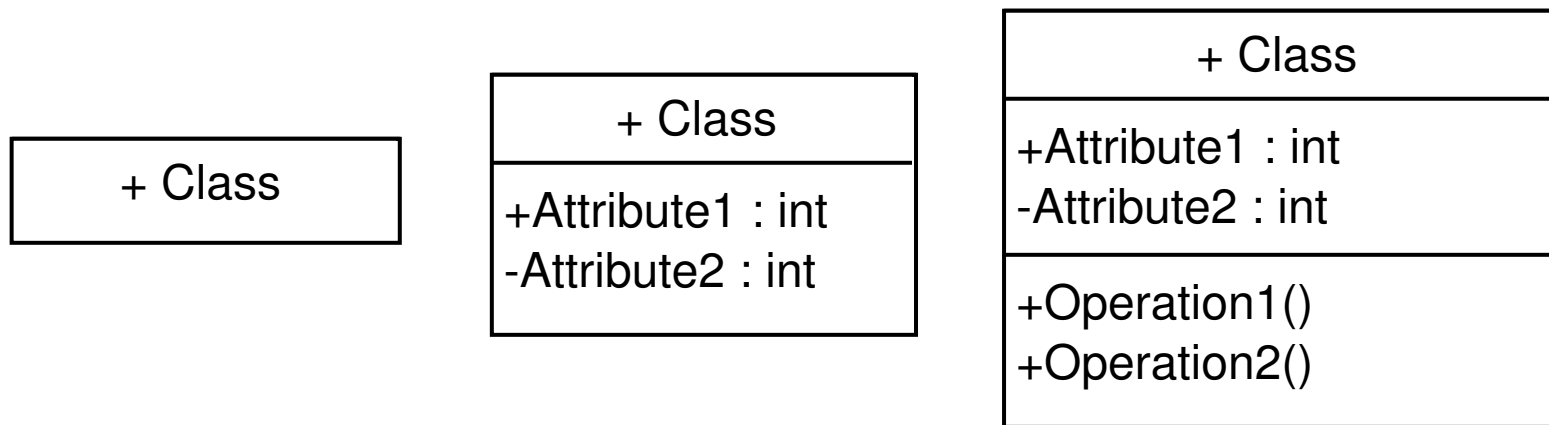 + Class
+ Class
+Attribute1 : int
-Attribute2 : int
+ Class
+Attribute1 : int
-Attribute2 : int
+Operation1()
+Operation2()